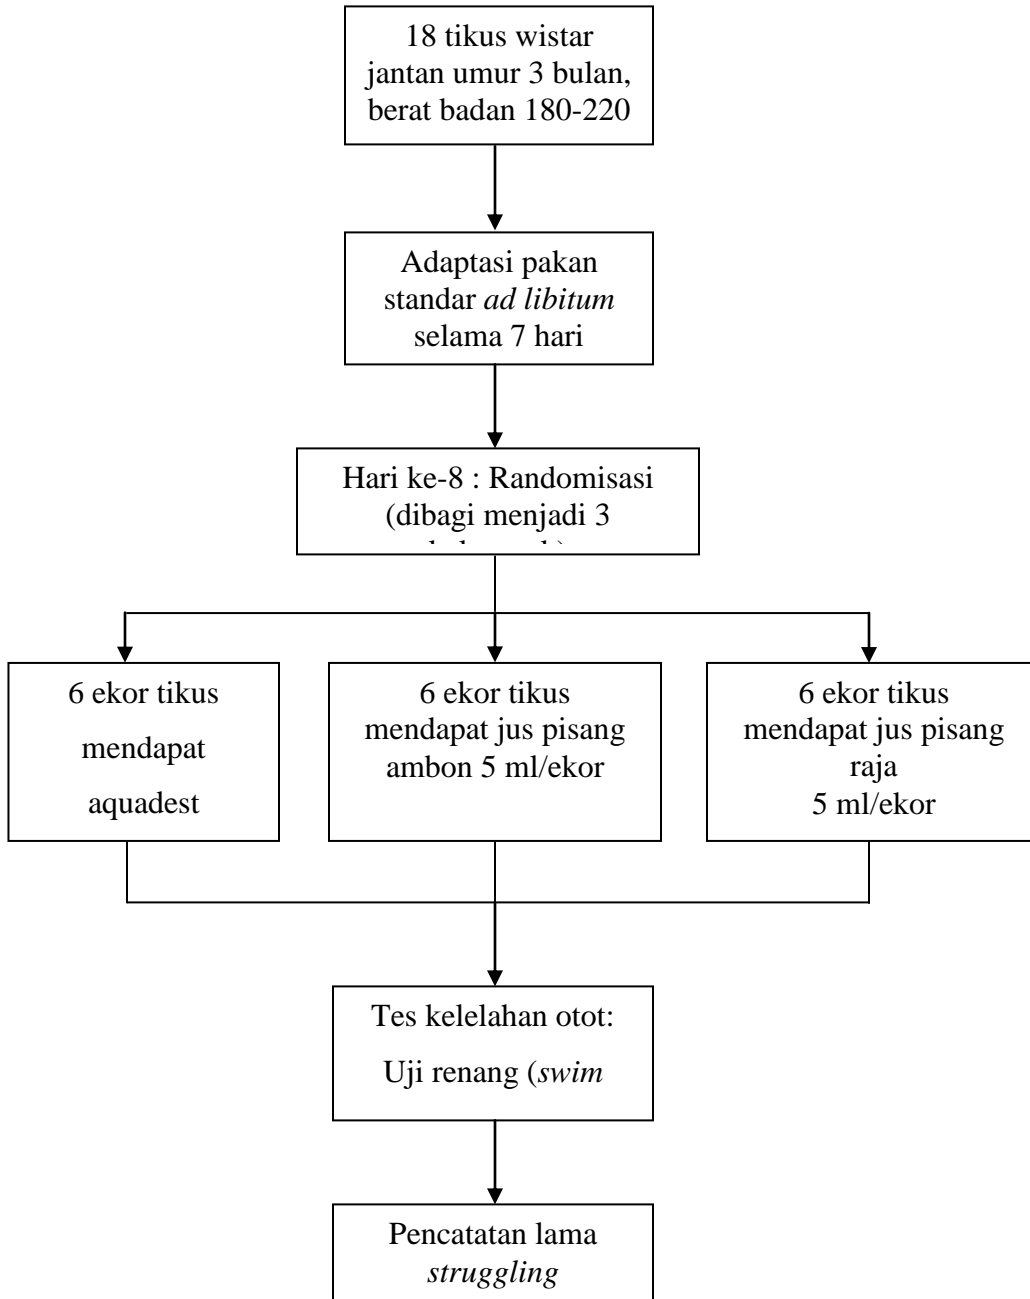 18 tikus wistar
jantan umur 3 bulan,
berat badan 180-220
Adaptasi pakan
standar ad libitum
selama 7 hari
Hari ke-8 : Randomisasi
(dibagi menjadi 3
6 ekor tikus
mendapat
aquadest
6 ekor tikus
mendapat jus pisang
ambon 5 ml/ekor
6 ekor tikus
mendapat jus pisang
raja
5 ml/ekor
Tes kelelahan otot:
Uji renang (swim
Pencatatan lama
struggling